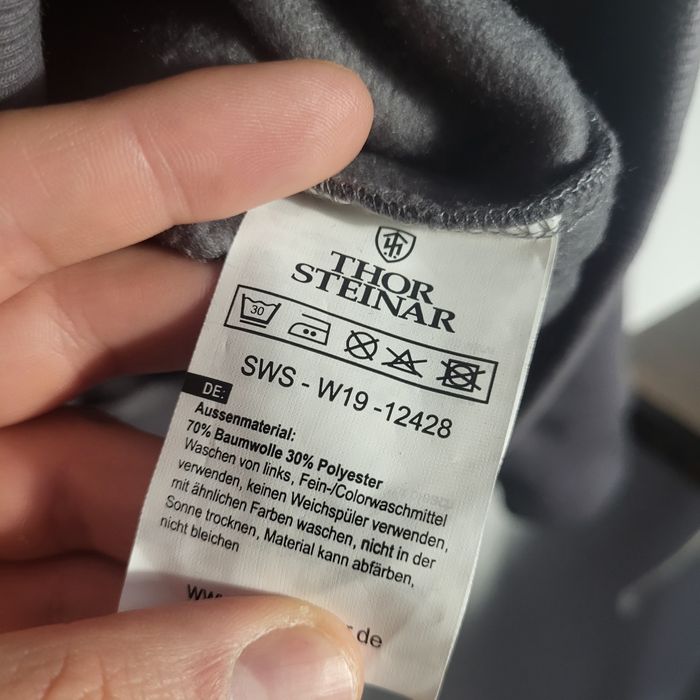 THOR
STEINAR
30
SWS - W19 -12428
DE:
Aussenmaterial:
70% Baumwolle 30% Polyester
Waschen von links, Fein-/Colorwaschmittel
verwenden, keinen Weichspüler verwenden,
mit ähnlichen Farben waschen, nicht in der
Sonne trocknen, Material kann abfärben,
nicht bleichen